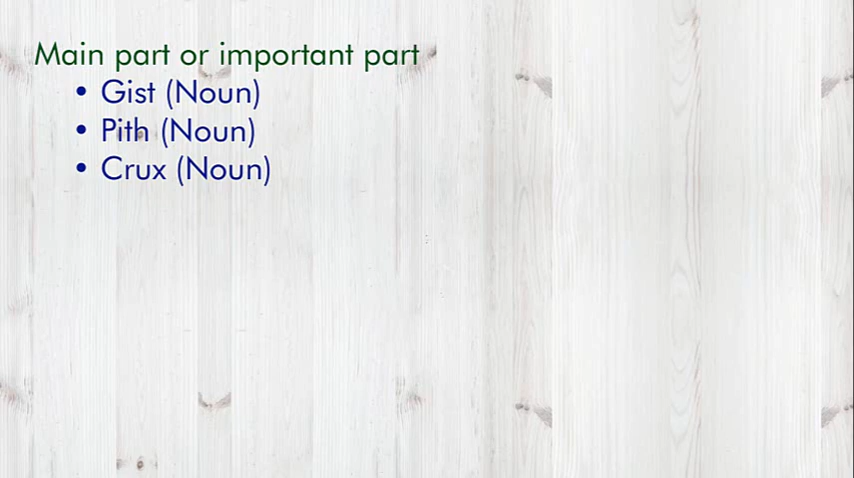 Main part or important part
• Gist (Noun)
• Pith (Noun)
• Crux (Noun)